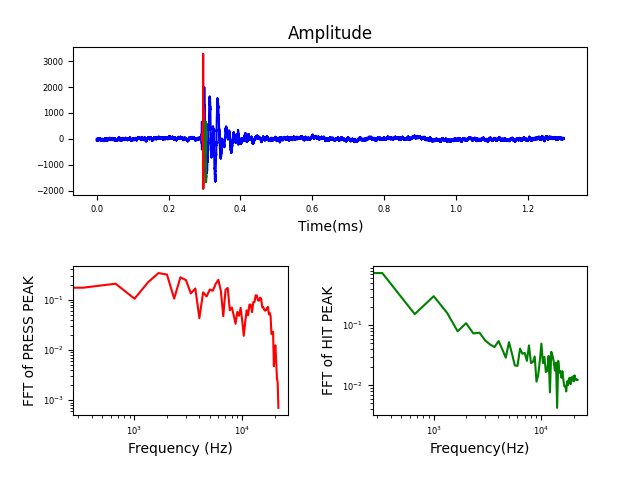 Amplitude
3000
2000
1000
0
−1000
−2000
0.0 0.2 0.4 0.6 0.8 1.0 1.2
Time(ms)
FFT of PRESS PEAK
10⁻¹
10⁻²
10⁻³
10³ 10⁴
Frequency (Hz)
FFT of HIT PEAK
10⁻¹
10⁻²
10³ 10⁴
Frequency(Hz)